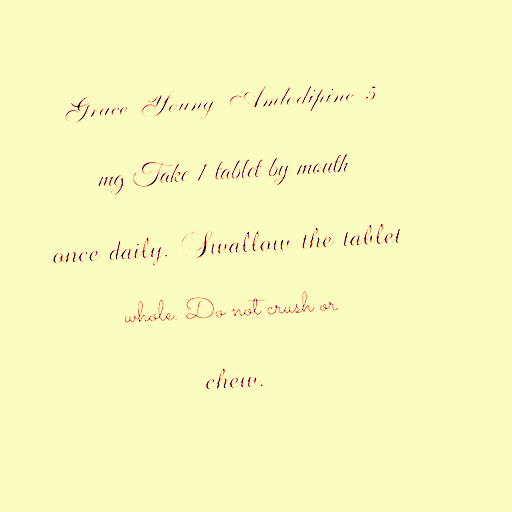 Grace Young Amlodipine 5
mg Take 1 tablet by mouth
once daily. Swallow the tablet
whole. Do not crush or
chew.